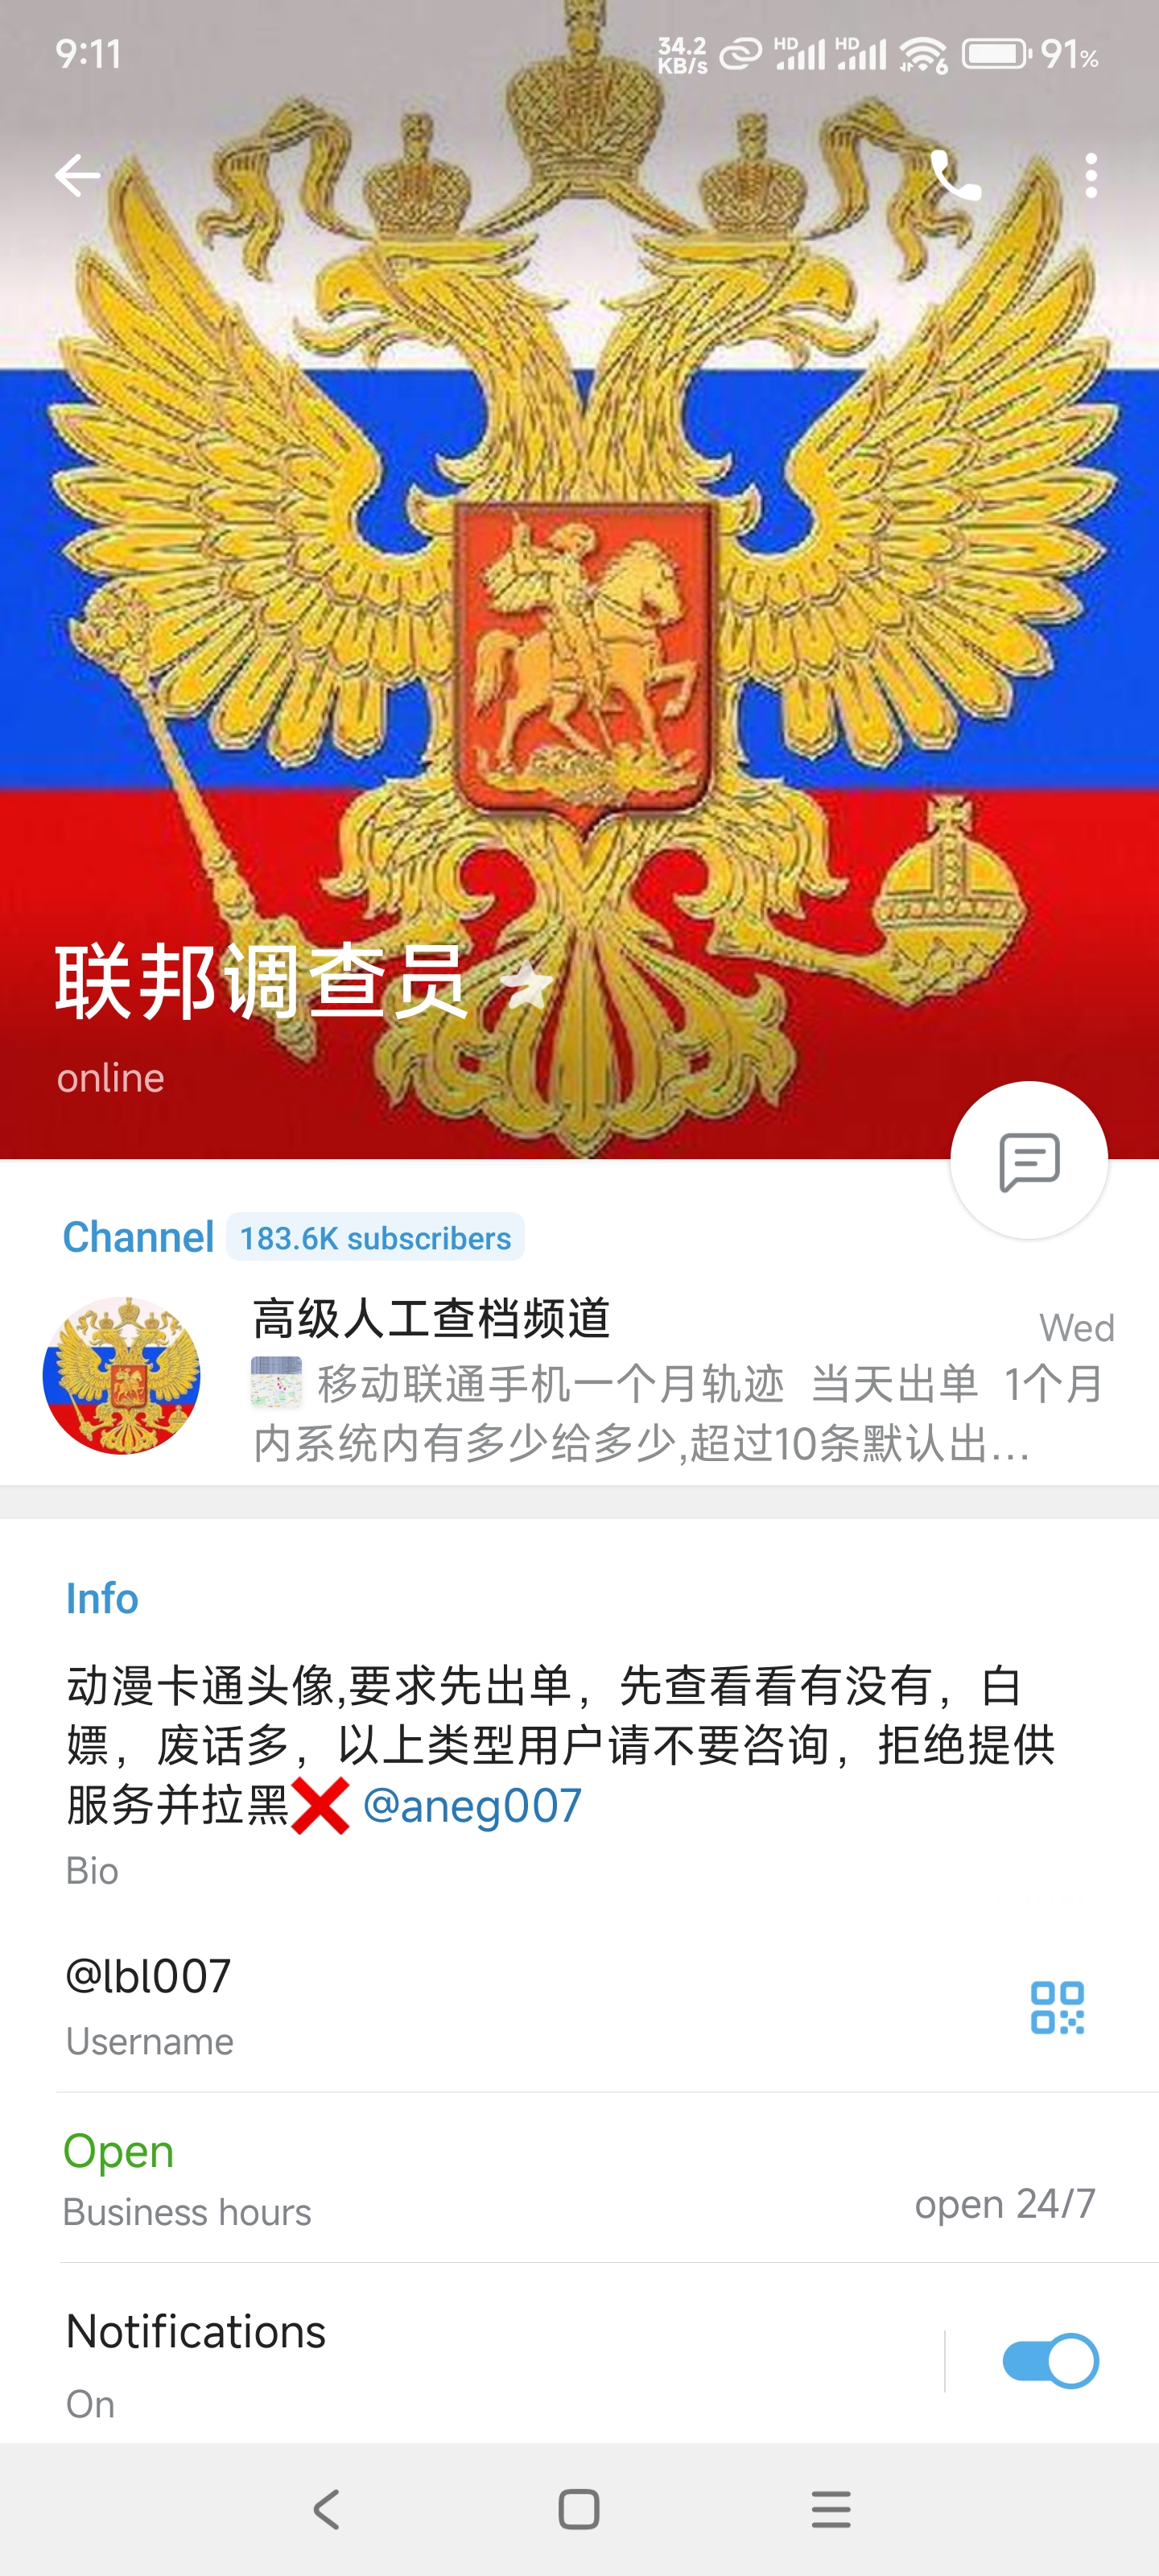 9:11
34.2 KB/s HD HD 6 91%
联邦调查员
online
Channel 183.6K subscribers
高级人工查档频道
Wed
移动联通手机一个月轨迹 当天出单 1个月
内系统内有多少给多少,超过10条默认出...
Info
动漫卡通头像,要求先出单，先查看看有没有，白
嫖，废话多，以上类型用户请不要咨询，拒绝提供
服务并拉黑❌ @aneg007
Bio
@lbl007
Username
Open
Business hours
open 24/7
Notifications
On